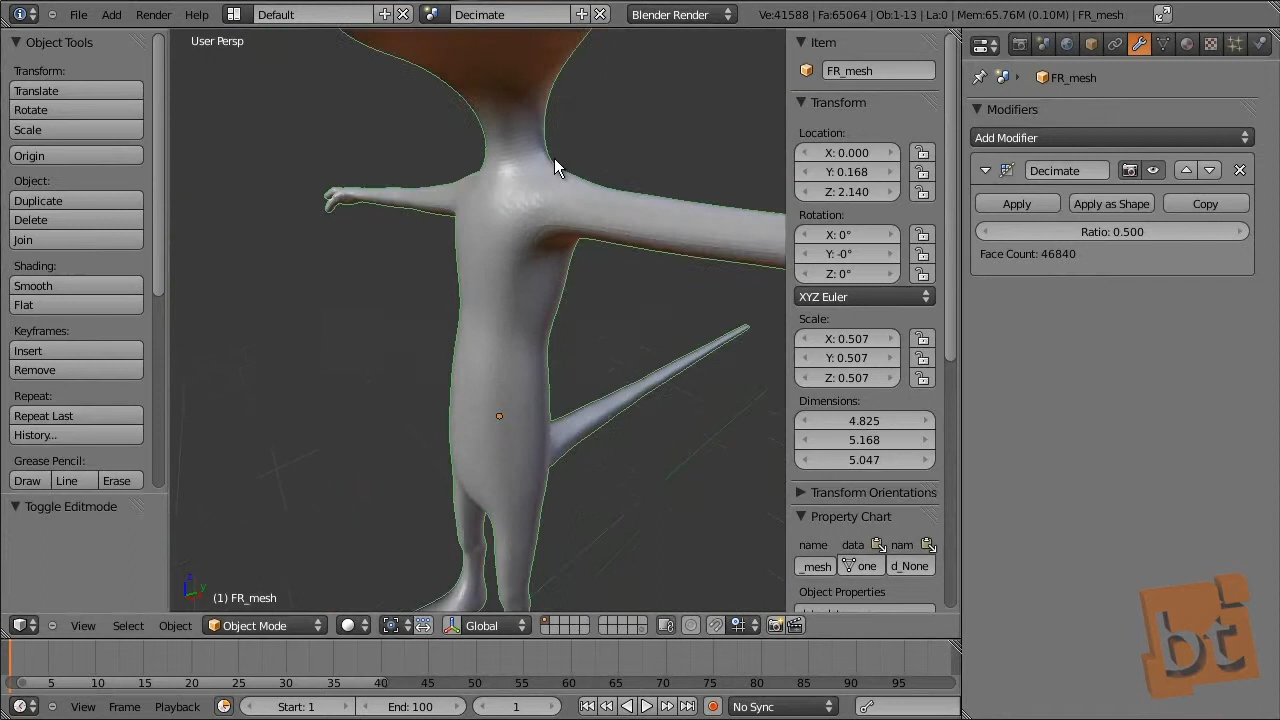 File Add Render Help Default Decimate Blender Render Ve:41588 | Fa:65064 | Ob:1-13 | La:0 | Mem:65.76M (0.10M) | FR_mesh
Object Tools
Transform:
Translate
Rotate
Scale
Origin
Object:
Duplicate
Delete
Join
Shading:
Smooth
Flat
Keyframes:
Insert
Remove
Repeat:
Repeat Last
History...
Grease Pencil:
Draw Line Erase
Toggle Editmode
User Persp
(1) FR_mesh
Item
FR_mesh
Transform
Location:
X: 0.000
Y: 0.168
Z: 2.140
Rotation:
X: 0°
Y: -0°
Z: 0°
XYZ Euler
Scale:
X: 0.507
Y: 0.507
Z: 0.507
Dimensions:
4.825
5.168
5.047
Transform Orientations
Property Chart
name data nam
_mesh one d_None
Object Properties
FR_mesh
Modifiers
Add Modifier
Decimate
Apply Apply as Shape Copy
Ratio: 0.500
Face Count: 46840
View Select Object Object Mode Global
5 10 15 20 25 30 35 40 45 50 55 60 65 70 75 80 85 90 95
View Frame Playback Start: 1 End: 100 1 No Sync
bt